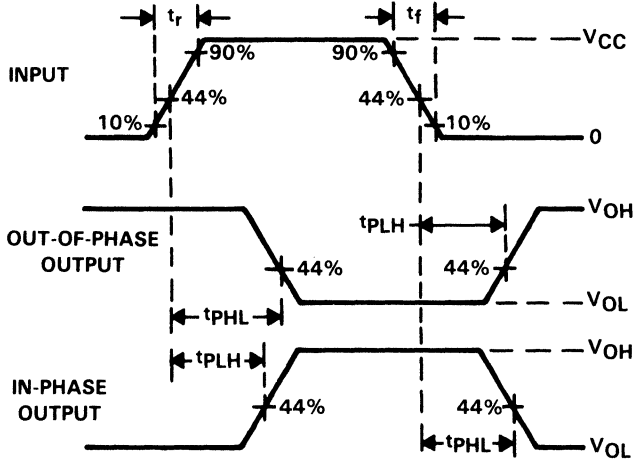 tr
tf
90%
90%
VCC
INPUT
44%
44%
10%
10%
0
OUT-OF-PHASE
OUTPUT
tPLH
VOH
44%
44%
tPHL
VOL
tPLH
VOH
IN-PHASE
OUTPUT
44%
44%
tPHL
VOL